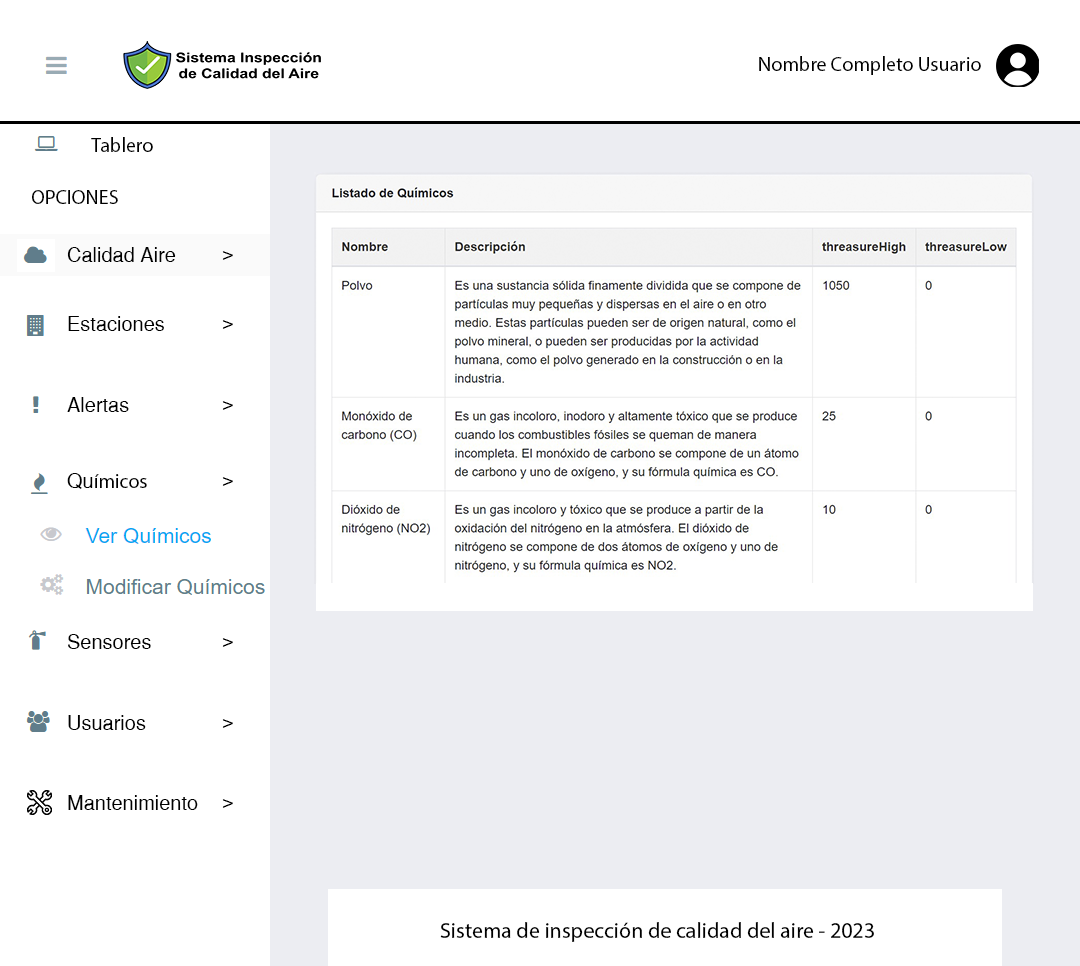 Sistema Inspección
de Calidad del Aire
Nombre Completo Usuario
Tablero
OPCIONES
Calidad Aire >
Estaciones >
Alertas >
Químicos >
Ver Químicos
Modificar Químicos
Sensores >
Usuarios >
Mantenimiento >
Listado de Químicos
Nombre Descripción threasureHigh threasureLow
Polvo Es una sustancia sólida finamente dividida que se compone de 1050 0
partículas muy pequeñas y dispersas en el aire o en otro
medio. Estas partículas pueden ser de origen natural, como el
polvo mineral, o pueden ser producidas por la actividad
humana, como el polvo generado en la construcción o en la
industria.
Monóxido de Es un gas incoloro, inodoro y altamente tóxico que se produce 25 0
carbono (CO) cuando los combustibles fósiles se queman de manera
incompleta. El monóxido de carbono se compone de un átomo
de carbono y uno de oxígeno, y su fórmula química es CO.
Dióxido de Es un gas incoloro y tóxico que se produce a partir de la 10 0
nitrógeno (NO2) oxidación del nitrógeno en la atmósfera. El dióxido de
nitrógeno se compone de dos átomos de oxígeno y uno de
nitrógeno, y su fórmula química es NO2.
Sistema de inspección de calidad del aire - 2023